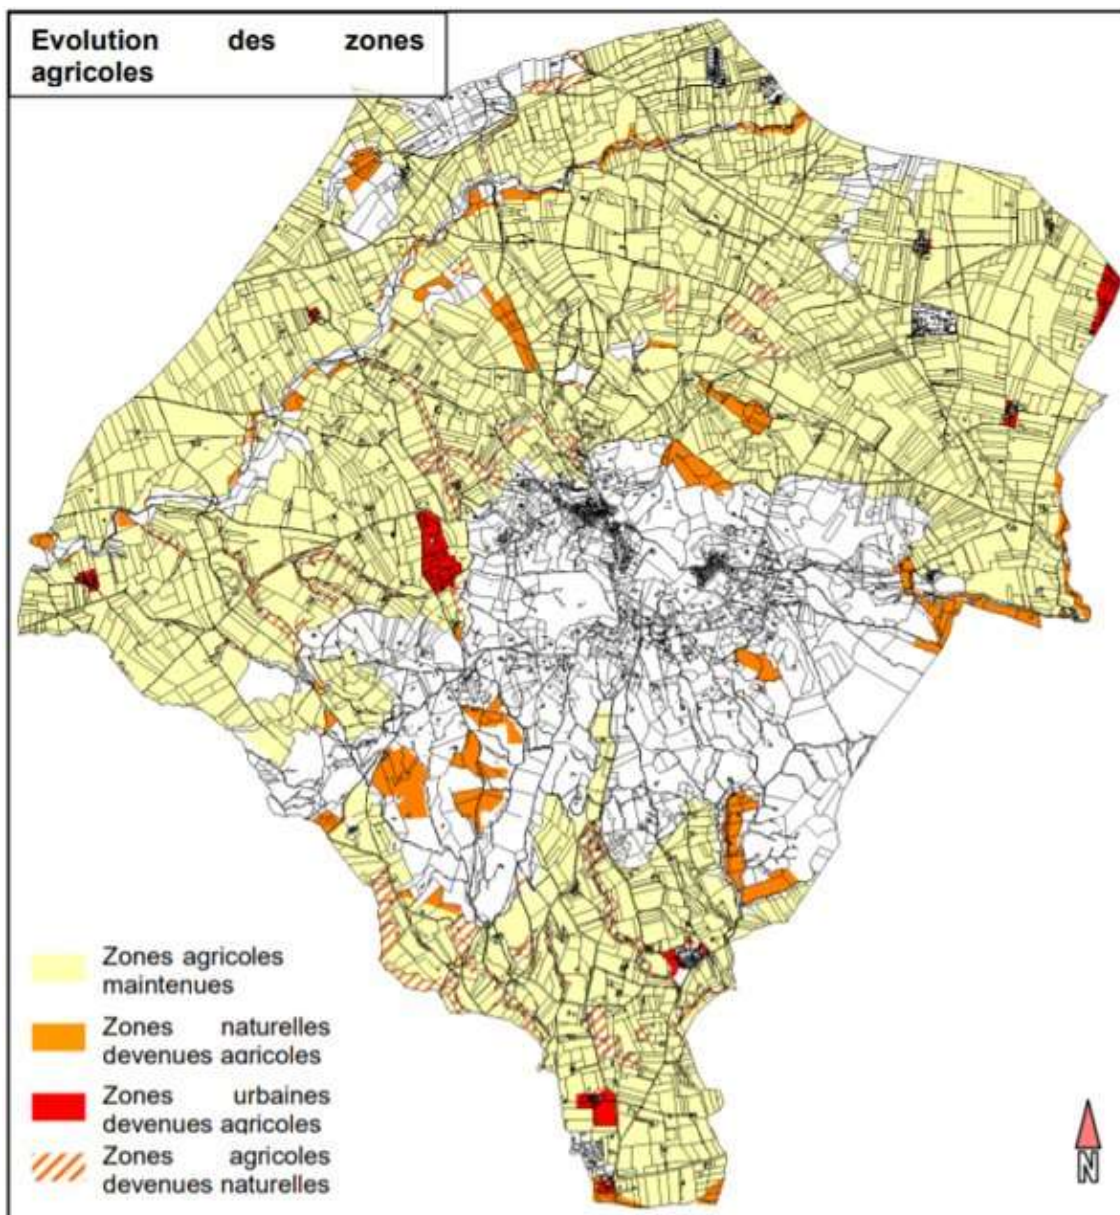 Evolution des zones
agricoles
Zones agricoles
maintenues
Zones naturelles
devenues agricoles
Zones urbaines
devenues agricoles
Zones agricoles
devenues naturelles
N